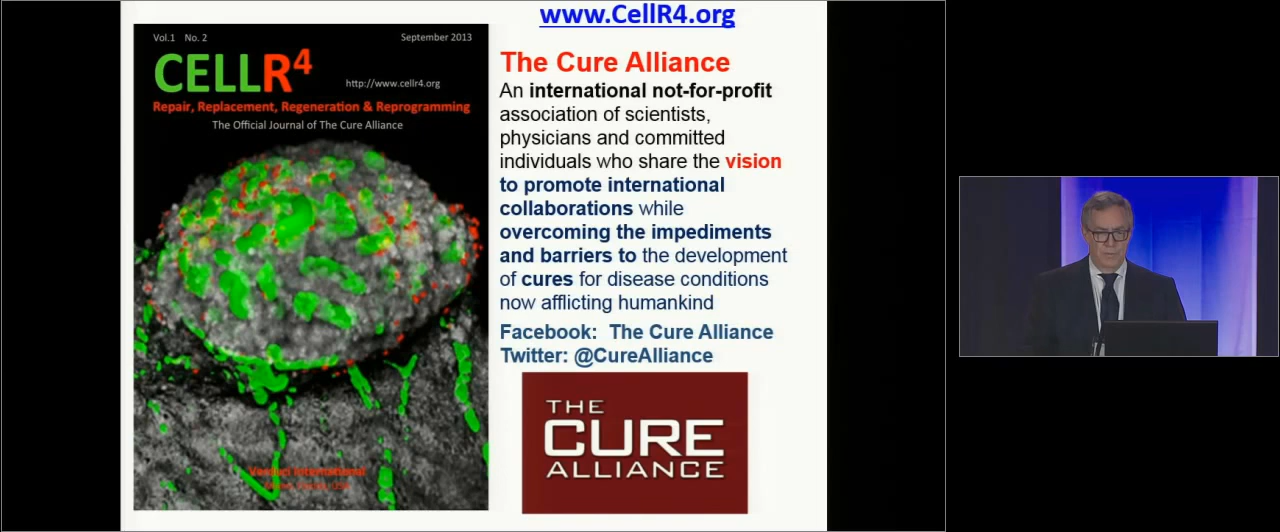 www.CellR4.org
Vol.1 No. 2
September 2013
CELLR4
http://www.cellr4.org
Repair, Replacement, Regeneration & Reprogramming
The Official Journal of The Cure Alliance
Verduci International
The Cure Alliance
An international not-for-profit
association of scientists,
physicians and committed
individuals who share the vision
to promote international
collaborations while
overcoming the impediments
and barriers to the development
of cures for disease conditions
now afflicting humankind
Facebook: The Cure Alliance
Twitter: @CureAlliance
THE
CURE
ALLIANCE